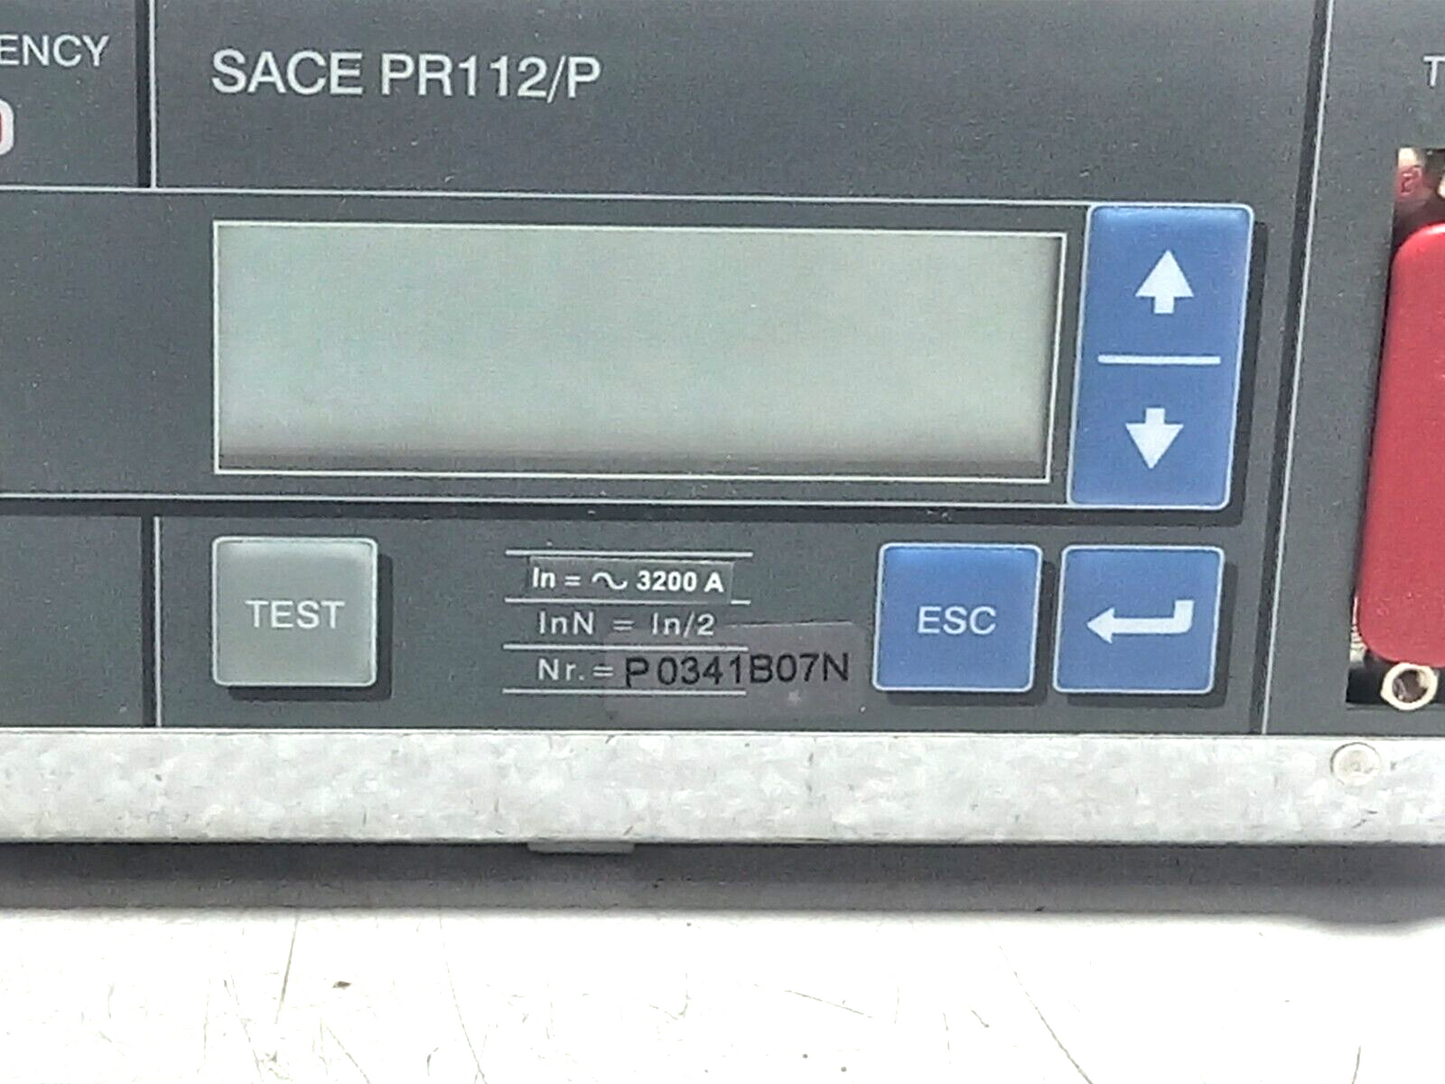 ENCY
SACE PR112/P
TEST
In = ∿ 3200 A
InN = In/2
Nr. = P0341B07N
ESC